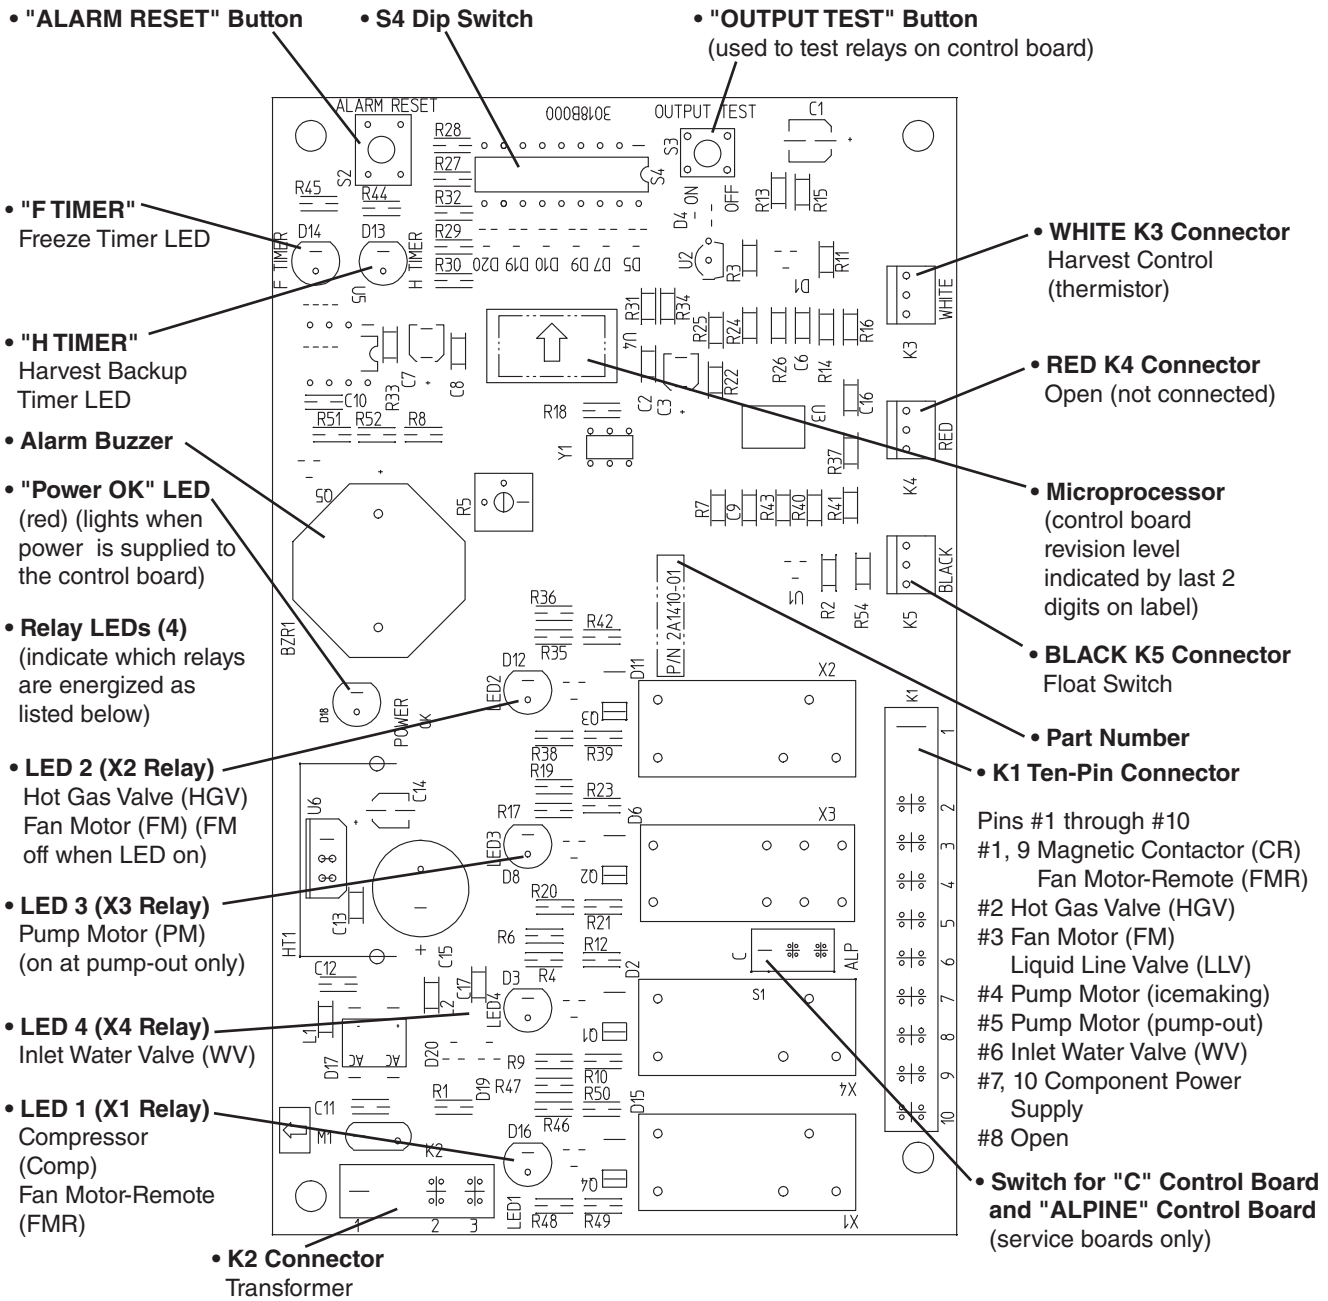 • "ALARM RESET" Button
• S4 Dip Switch
• "OUTPUT TEST" Button
(used to test relays on control board)
ALARM RESET
3018B000
OUTPUT TEST
C1
R28
S2
R27
S4
S3
R45
R44
R32
ON
OFF
R13
R15
D4
• "F TIMER"
Freeze Timer LED
D14
D13
R29
F TIMER
H TIMER
R30
D20
D19
D10
D9
D7
D5
U2
R3
D1
R11
• WHITE K3 Connector
Harvest Control
(thermistor)
WHITE
K3
U5
R31
R34
U4
R25
R24
R26
C6
R14
R16
• "H TIMER"
Harvest Backup
Timer LED
R33
C7
C8
C10
C2
C3
R22
C16
• RED K4 Connector
Open (not connected)
RED
K4
R51
R52
R8
R18
Y1
U3
R37
• Alarm Buzzer
Q5
R5
R7
C9
R43
R40
R41
• "Power OK" LED
(red) (lights when
power is supplied to
the control board)
• Microprocessor
(control board
revision level
indicated by last 2
digits on label)
BLACK
K5
P/N 2A1410-01
R2
R54
BZR1
R36
R42
R35
• Relay LEDs (4)
(indicate which relays
are energized as
listed below)
• BLACK K5 Connector
Float Switch
D12
D11
X2
K1
LED2
D18
POWER
OK
Q3
R38
R39
1
• Part Number
• LED 2 (X2 Relay)
Hot Gas Valve (HGV)
Fan Motor (FM) (FM
off when LED on)
• K1 Ten-Pin Connector
U6
C14
R19
R23
R17
D6
X3
2
LED3
D8
Q2
3
4
Pins #1 through #10
#1, 9 Magnetic Contactor (CR)
Fan Motor-Remote (FMR)
#2 Hot Gas Valve (HGV)
#3 Fan Motor (FM)
Liquid Line Valve (LLV)
#4 Pump Motor (icemaking)
#5 Pump Motor (pump-out)
#6 Inlet Water Valve (WV)
#7, 10 Component Power
Supply
#8 Open
• LED 3 (X3 Relay)
Pump Motor (PM)
(on at pump-out only)
HT1
C13
R20
R21
R6
R12
C15
C12
C17
R4
D3
D2
C
ALP
S1
5
6
7
8
9
10
• LED 4 (X4 Relay)
Inlet Water Valve (WV)
L1
L2
LED4
Q1
D17
AC
AC
D20
D19
R9
R10
R47
R50
X4
• LED 1 (X1 Relay)
Compressor
(Comp)
Fan Motor-Remote
(FMR)
C11
R1
M1
K2
R46
D16
D15
Q4
LED1
R48
R49
X1
1
2
3
• Switch for "C" Control Board
and "ALPINE" Control Board
(service boards only)
• K2 Connector
Transformer